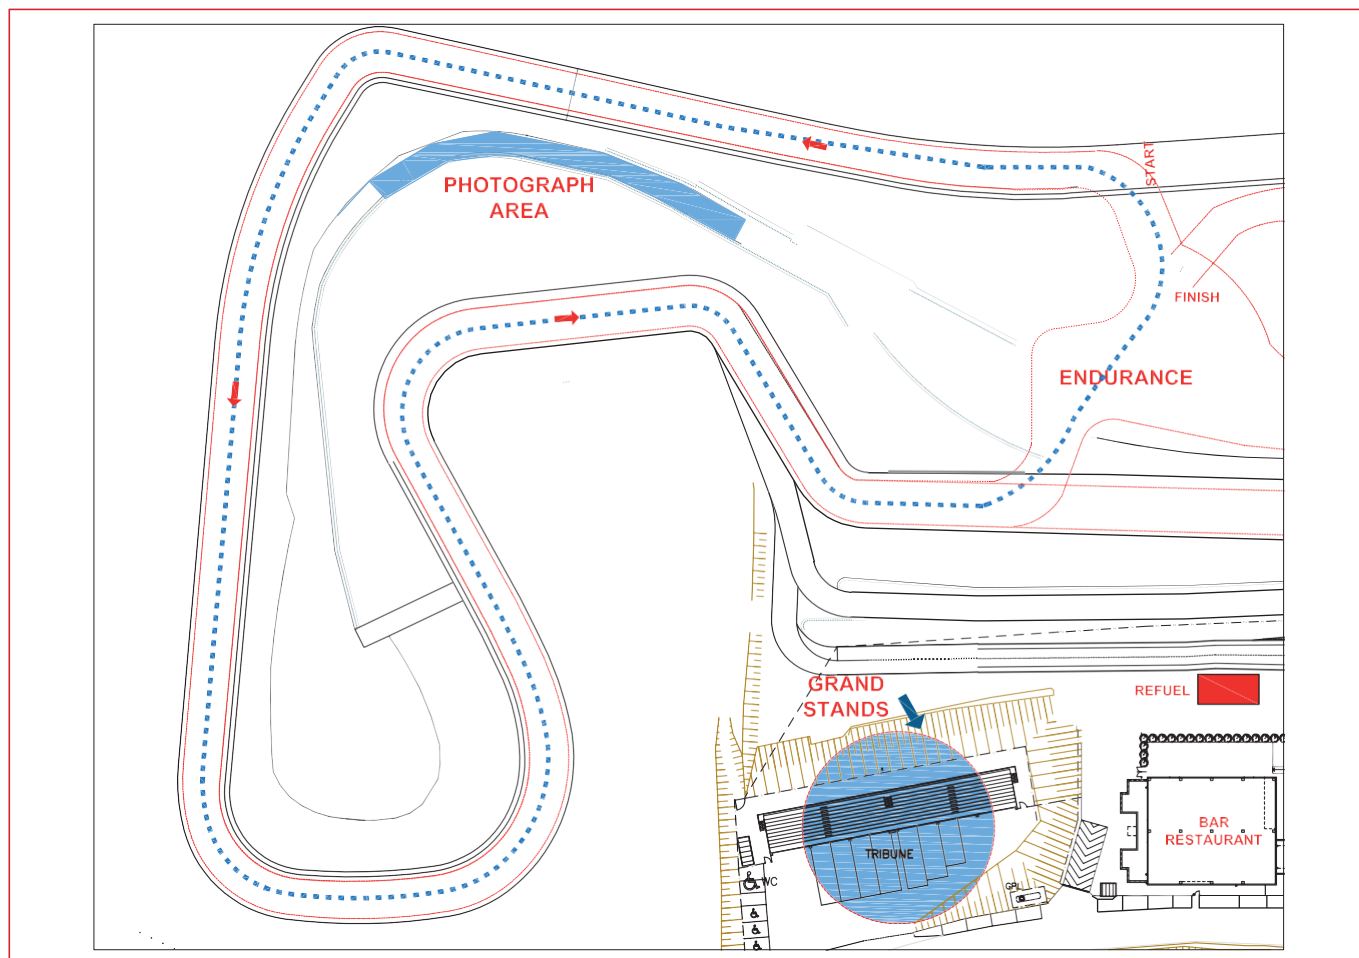 START
PHOTOGRAPH
AREA
FINISH
ENDURANCE
GRAND
STANDS
REFUEL
BAR
RESTAURANT
TRIBUNE
WC
GPL